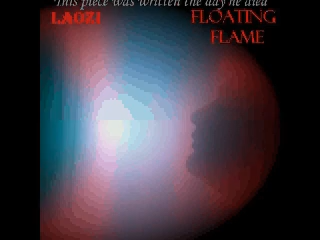 This piece was written the day he died
LAOZI
FLOATING
FLAME